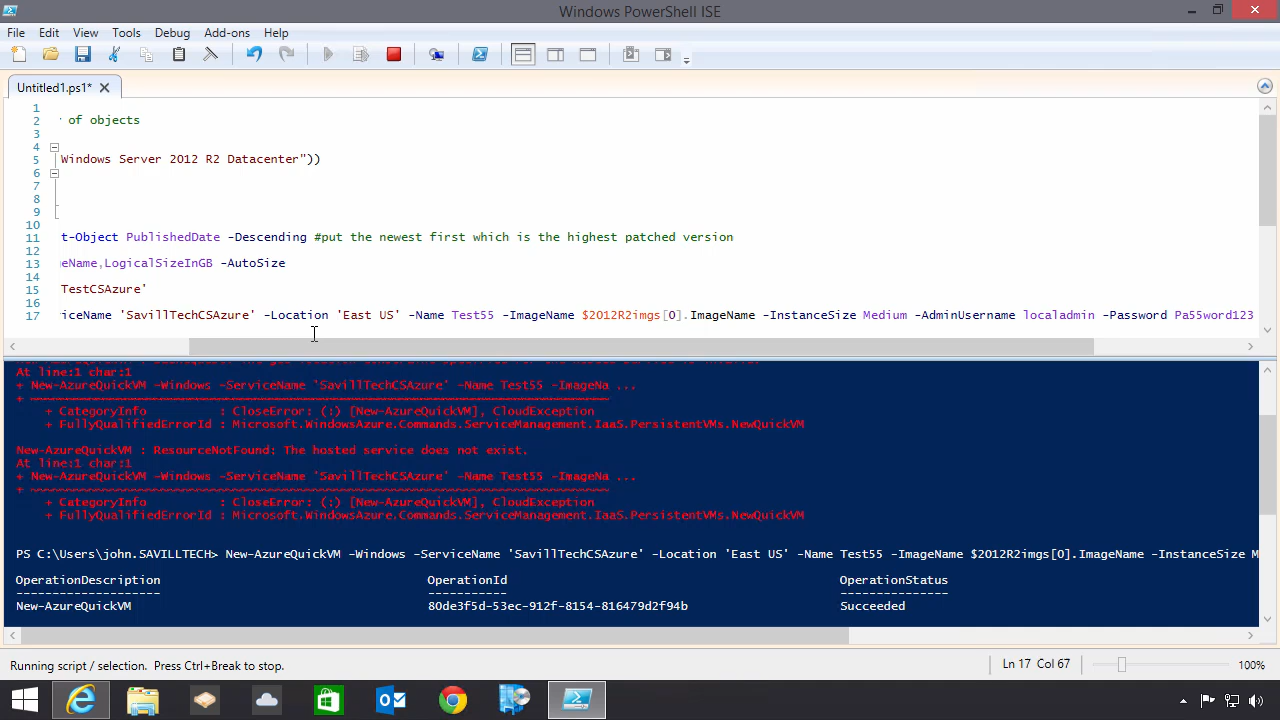 Windows PowerShell ISE
File Edit View Tools Debug Add-ons Help
Untitled1.ps1* X
1
2 of objects
3
4
5 Windows Server 2012 R2 Datacenter"))
6
7
8
9
10
11 t-Object PublishedDate -Descending #put the newest first which is the highest patched version
12
13 eName,LogicalSizeInGB -AutoSize
14
15 TestCSAzure'
16
17 iceName 'SavillTechCSAzure' -Location 'East US' -Name Test55 -ImageName $2012R2imgs[0].ImageName -InstanceSize Medium -AdminUsername localadmin -Password Pa55word123
At line:1 char:1
+ New-AzureQuickVM -Windows -ServiceName 'SavillTechCSAzure' -Name Test55 -ImageNa ...
+ ~~~~~~~~~~~~~~~~~~~~~~~~~~~~~~~~~~~~~~~~~~~~~~~~~~~~~~~~~~~~~~~~~~~~~~~~~~~~~~~~
+ CategoryInfo : CloseError: (:) [New-AzureQuickVM], CloudException
+ FullyQualifiedErrorId : Microsoft.WindowsAzure.Commands.ServiceManagement.IaaS.PersistentVMs.NewQuickVM
New-AzureQuickVM : ResourceNotFound: The hosted service does not exist.
At line:1 char:1
+ New-AzureQuickVM -Windows -ServiceName 'SavillTechCSAzure' -Name Test55 -ImageNa ...
+ ~~~~~~~~~~~~~~~~~~~~~~~~~~~~~~~~~~~~~~~~~~~~~~~~~~~~~~~~~~~~~~~~~~~~~~~~~~~~~~~~
+ CategoryInfo : CloseError: (:) [New-AzureQuickVM], CloudException
+ FullyQualifiedErrorId : Microsoft.WindowsAzure.Commands.ServiceManagement.IaaS.PersistentVMs.NewQuickVM
PS C:\Users\john.SAVILLTECH> New-AzureQuickVM -Windows -ServiceName 'SavillTechCSAzure' -Location 'East US' -Name Test55 -ImageName $2012R2imgs[0].ImageName -InstanceSize M
OperationDescription OperationId OperationStatus
-------------------- ----------- ---------------
New-AzureQuickVM 80de3f5d-53ec-912f-8154-816479d2f94b Succeeded
Running script / selection. Press Ctrl+Break to stop. Ln 17 Col 67 100%